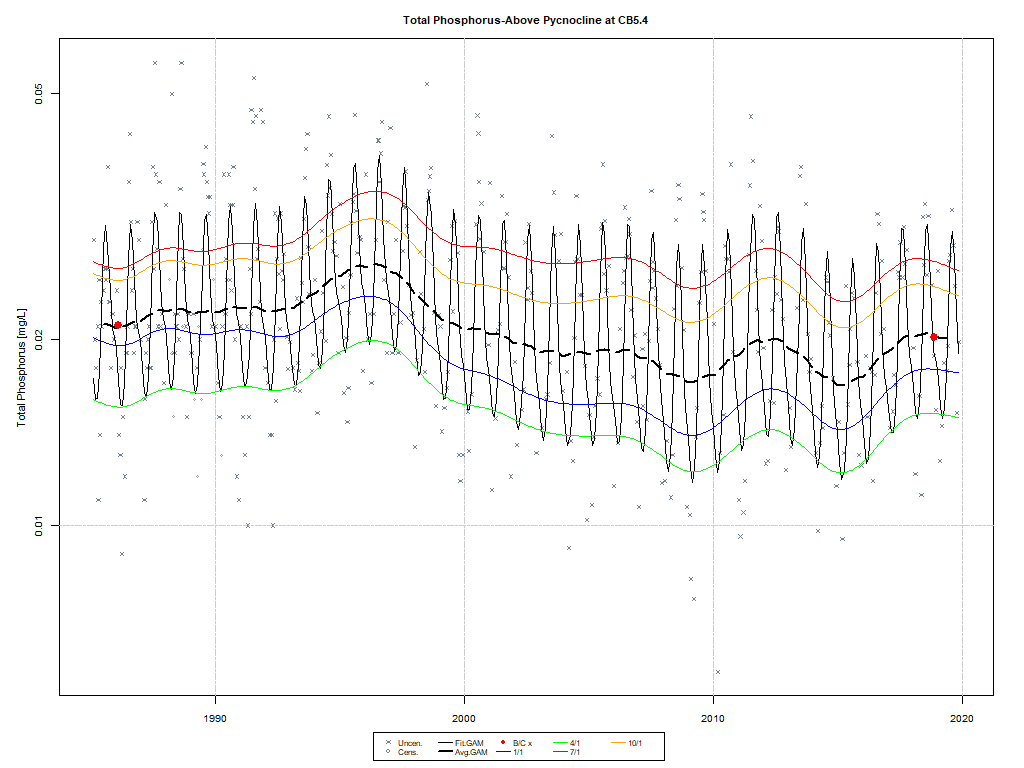 Total Phosphorus-Above Pycnocline at CB5.4
Total Phosphorus [mg/L]
0.05
0.02
0.01
1990 2000 2010 2020
Uncen. Fit.GAM B/C x 4/1 10/1
Cens. Avg.GAM 1/1 7/1